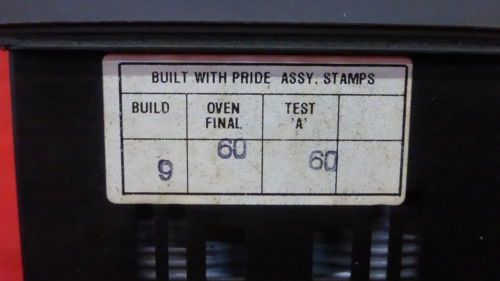 BUILT WITH PRIDE ASSY. STAMPS
BUILD OVEN FINAL TEST 'A'
9 60 60